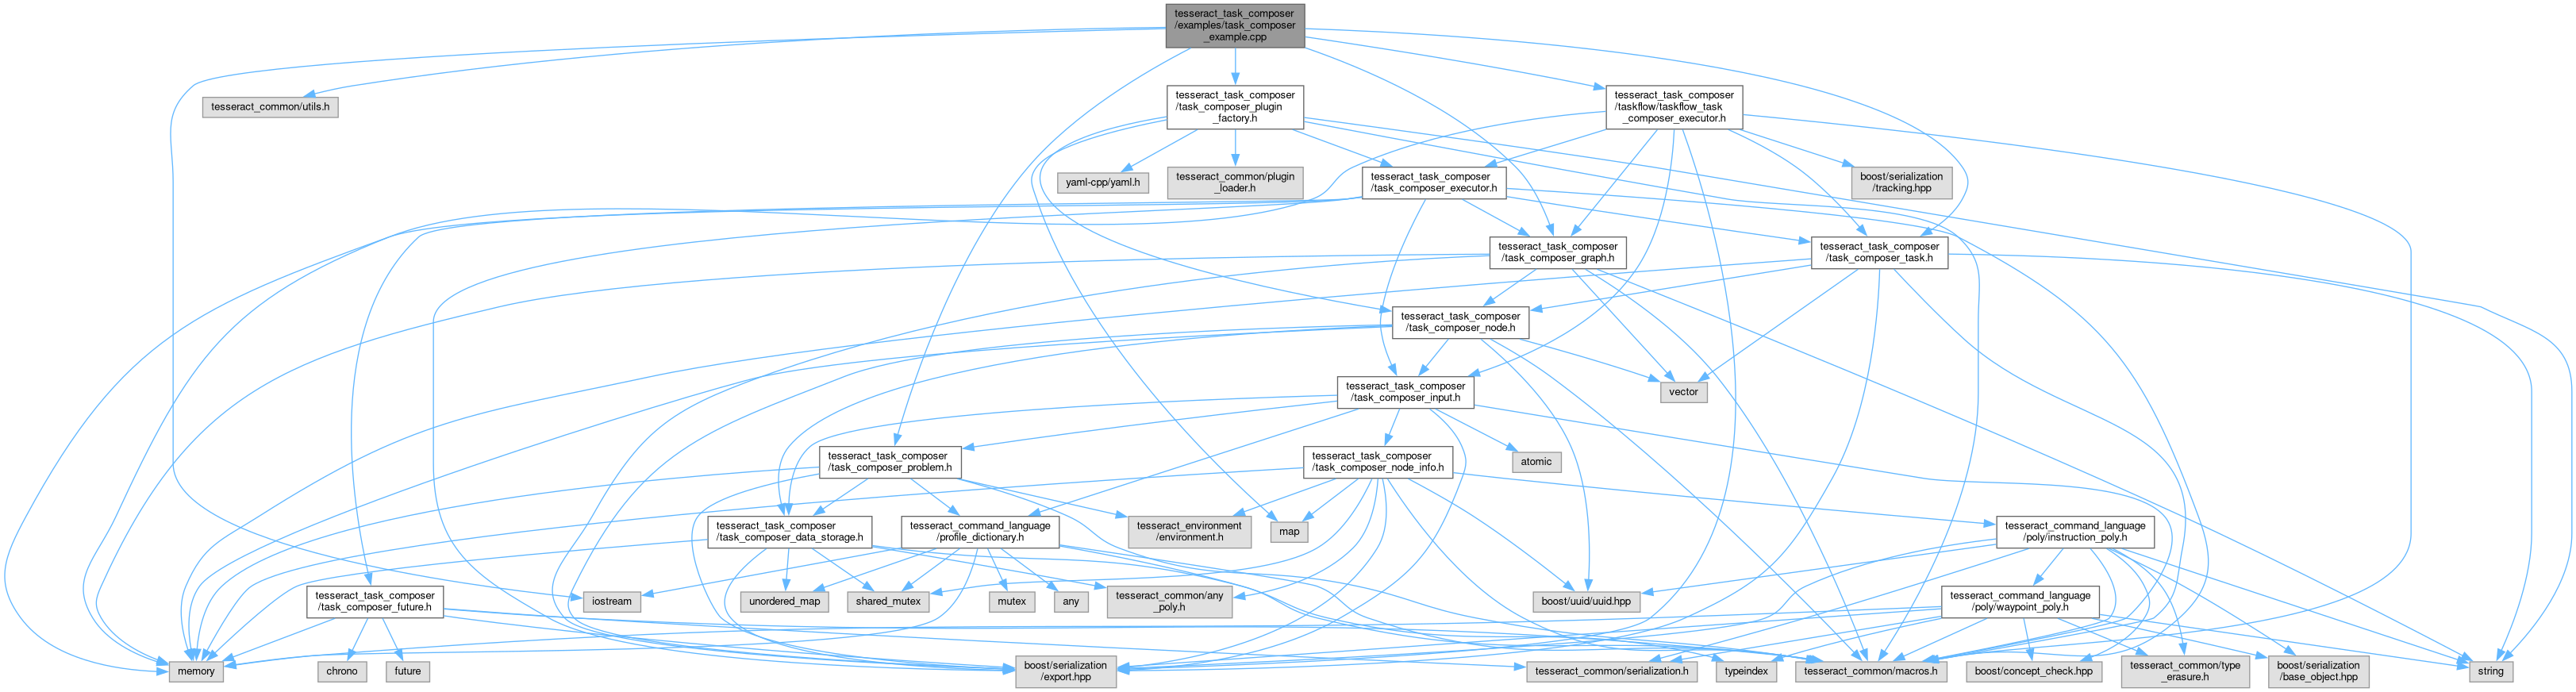 tesseract_task_composer
/examples/task_composer
_example.cpp
tesseract_common/utils.h
tesseract_task_composer
/task_composer_plugin
_factory.h
tesseract_task_composer
/taskflow/taskflow_task
_composer_executor.h
yaml-cpp/yaml.h
tesseract_common/plugin
_loader.h
tesseract_task_composer
/task_composer_executor.h
boost/serialization
/tracking.hpp
tesseract_task_composer
/task_composer_graph.h
tesseract_task_composer
/task_composer_task.h
tesseract_task_composer
/task_composer_node.h
tesseract_task_composer
/task_composer_input.h
vector
tesseract_task_composer
/task_composer_problem.h
tesseract_task_composer
/task_composer_node_info.h
atomic
tesseract_task_composer
/task_composer_data_storage.h
tesseract_command_language
/profile_dictionary.h
tesseract_environment
/environment.h
map
tesseract_command_language
/poly/instruction_poly.h
tesseract_task_composer
/task_composer_future.h
iostream
unordered_map
shared_mutex
mutex
any
tesseract_common/any
_poly.h
boost/uuid/uuid.hpp
tesseract_command_language
/poly/waypoint_poly.h
memory
chrono
future
boost/serialization
/export.hpp
tesseract_common/serialization.h
typeindex
tesseract_common/macros.h
boost/concept_check.hpp
tesseract_common/type
_erasure.h
boost/serialization
/base_object.hpp
string